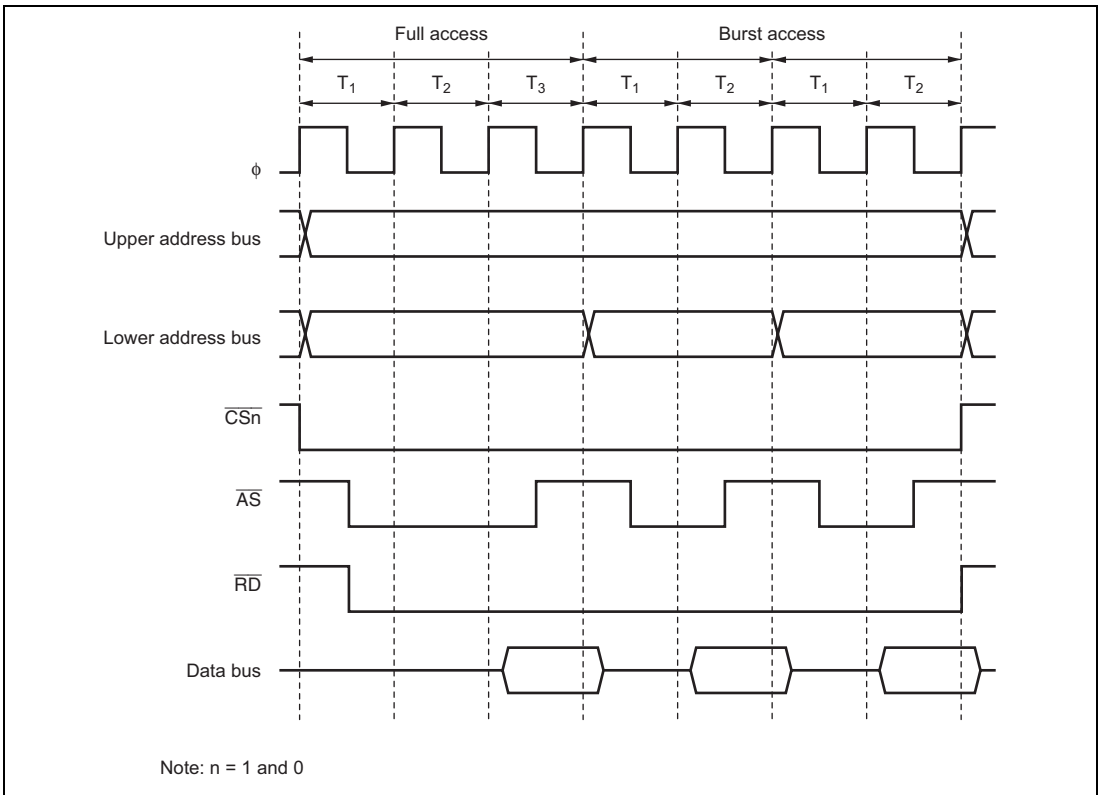 Full access Burst access
T1 T2 T3 T1 T2 T1 T2
φ
Upper address bus
Lower address bus
CSn
AS
RD
Data bus
Note: n = 1 and 0